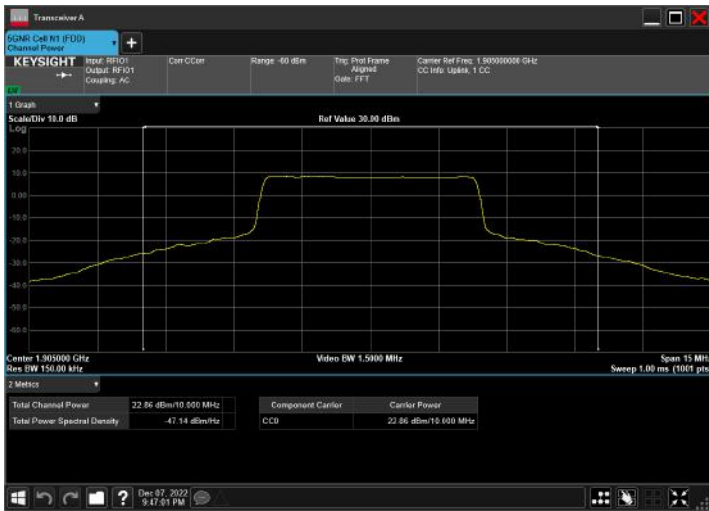 Transceiver A
5GNR Cell N1 (FDD)
Channel Power
+
KEYSIGHT
Input: RFIO1
Output: RFIO1
Coupling: AC
Corr CCorr
Range: -60 dBm
Trig: Prot Frame
Aligned
Gate: FFT
Carrier Ref Freq: 1.905000000 GHz
CC Info: Uplink, 1 CC
1 Graph
Scale/Div 10.0 dB
Ref Value 30.00 dBm
Log
20.0
10.0
0.00
-10.0
-20.0
-30.0
-40.0
-50.0
-60.0
Center 1.905000 GHz
Video BW 1.5000 MHz
Span 15 MH
Res BW 150.00 kHz
Sweep 1.00 ms (1001 pts
2 Metrics
Total Channel Power 22.86 dBm/10.000 MHz
Total Power Spectral Density -47.14 dBm/Hz
Component Carrier Carrier Power
CC0 22.86 dBm/10.000 MHz
?
Dec 07, 2022
9:47:01 PM